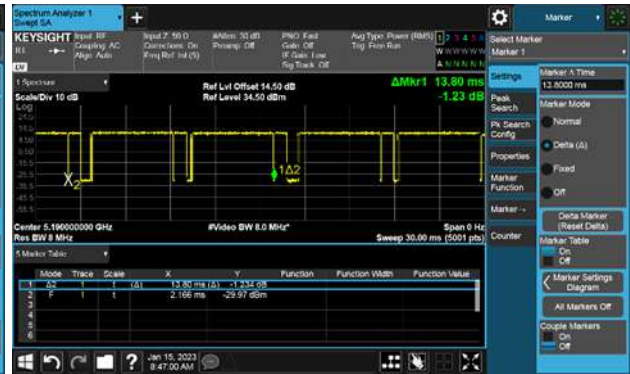 Spectrum Analyzer 1
Swept SA
Marker
KEYSIGHT Input: RF Input Z: 50 Ω #Atten: 30 dB PNO: Fast Avg Type: Power (RMS) 1 2 3 4 5 6
Coupling: AC Corrections: On Preamp: Off Gate: Off Trig: Free Run
Align: Auto Freq Ref: Int (S) IF Gain: Low
Sig Track: Off
Select Marker
Marker 1
1 Spectrum
Scale/Div 10 dB
Ref Lvl Offset 14.50 dB
Ref Level 34.50 dBm
ΔMkr1 13.80 ms
-1.23 dB
Log
1Δ2
X2
Center 5.190000000 GHz
#Video BW 8.0 MHz*
Span 0 Hz
Res BW 8 MHz
Sweep 30.00 ms (5001 pts)
5 Marker Table
Mode Trace Scale X Y Function Function Width Function Value
1 Δ2 1 t (Δ) 13.80 ms (Δ) -1.234 dB
2 F 1 t 2.166 ms -29.97 dBm
3
4
5
6
Jan 15, 2023
8:47:00 AM
Settings
Peak Search
Pk Search Config
Properties
Marker Function
Marker→
Counter
Marker Δ Time
13.8000 ms
Marker Mode
Normal
Delta (Δ)
Fixed
Off
Delta Marker
(Reset Delta)
Marker Table
On
Off
Marker Settings
Diagram
All Markers Off
Couple Markers
On
Off